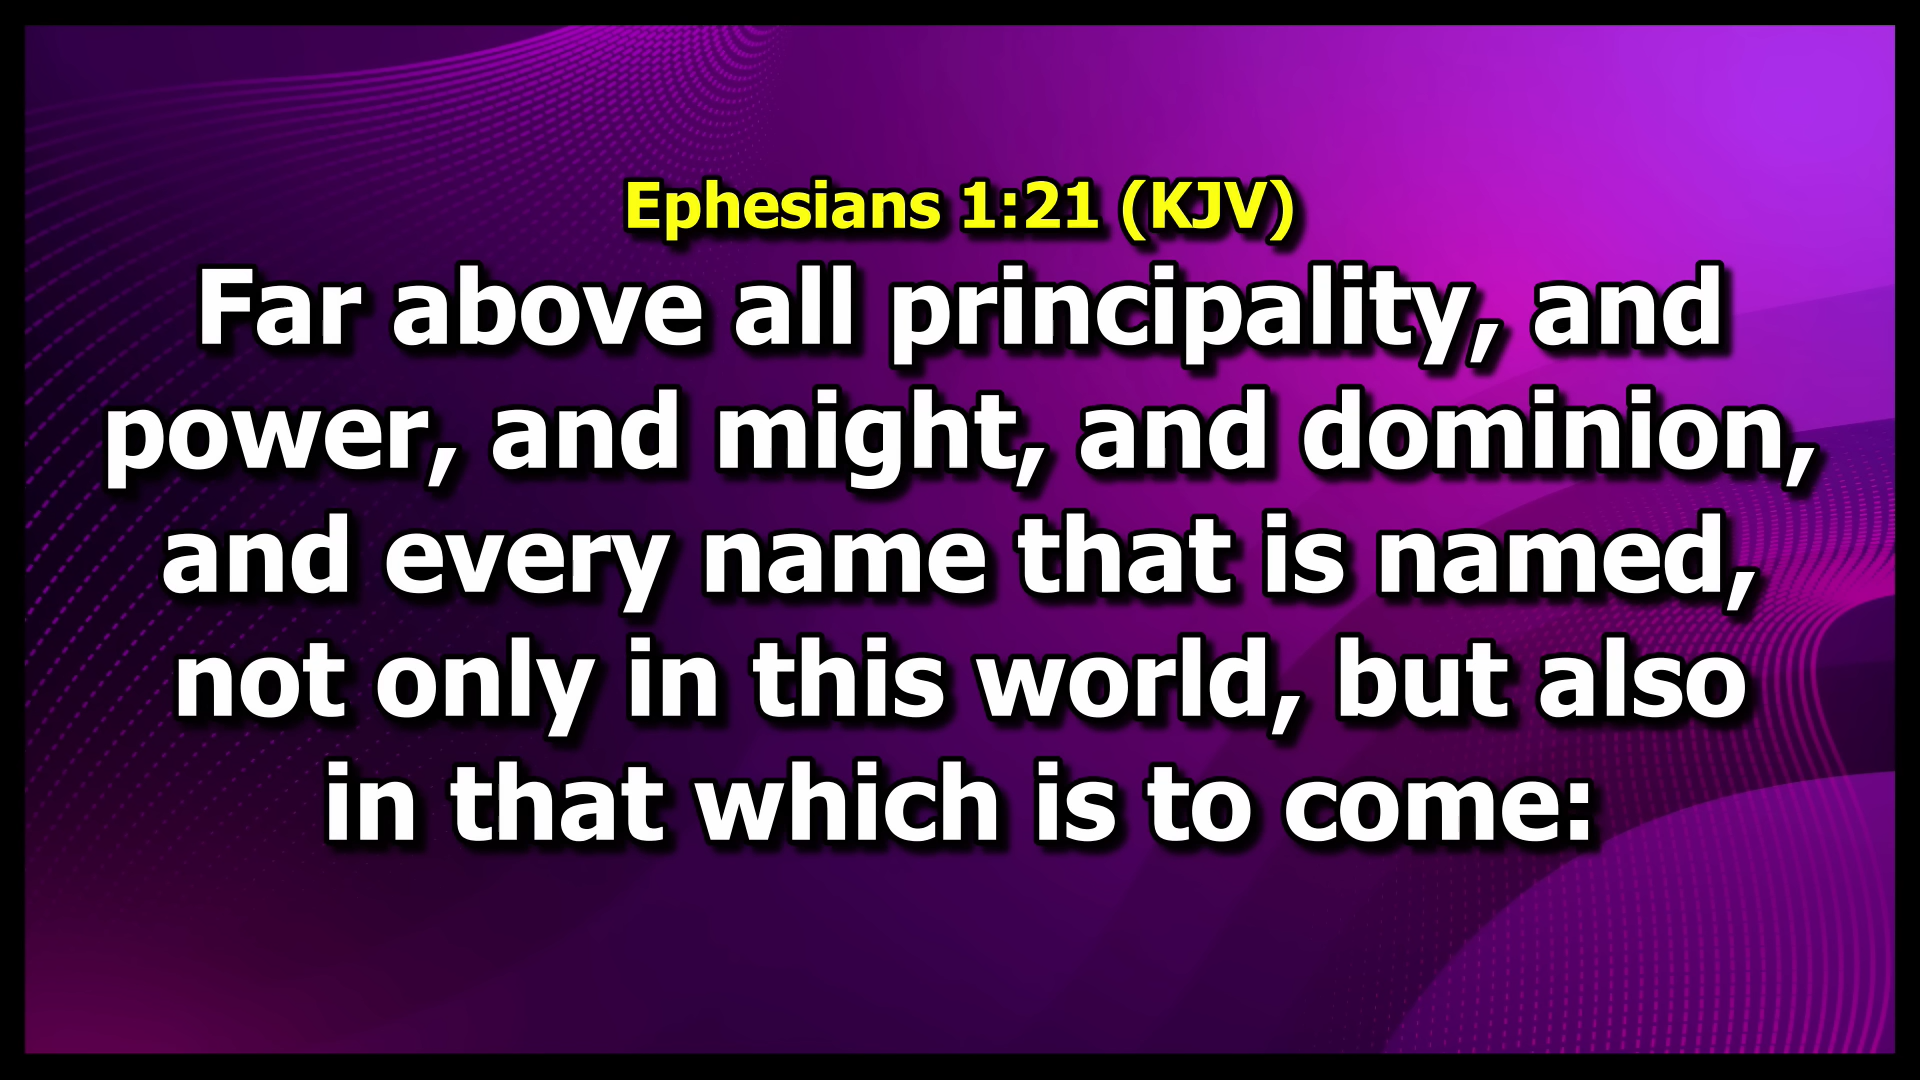 Ephesians 1:21 (KJV)
Far above all principality, and
power, and might, and dominion,
and every name that is named,
not only in this world, but also
in that which is to come: